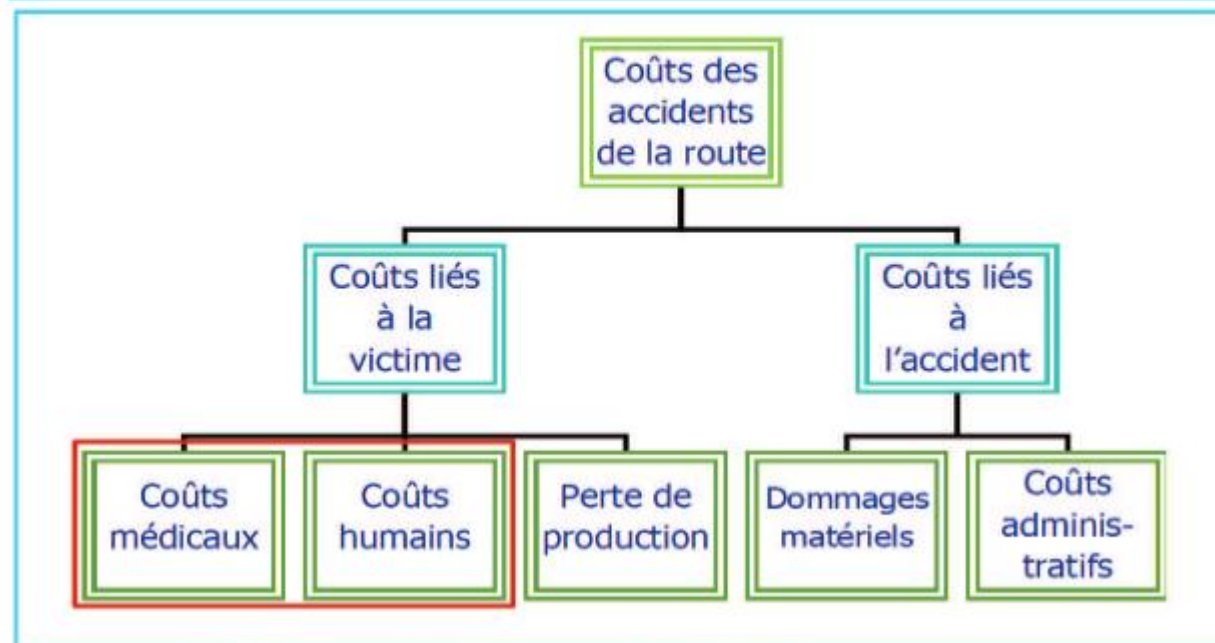 Coûts des
accidents
de la route
Coûts liés
à la
victime
Coûts liés
à
l'accident
Coûts
médicaux
Coûts
humains
Perte de
production
Dommages
matériels
Coûts
adminis-
tratifs